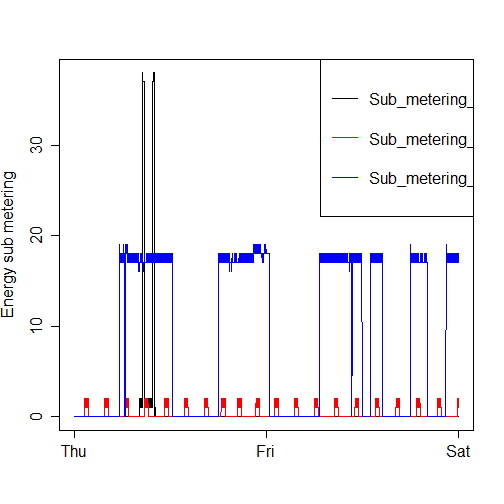 Energy sub metering
30
20
10
0
Sub_metering_
Sub_metering_
Sub_metering_
Thu Fri Sat